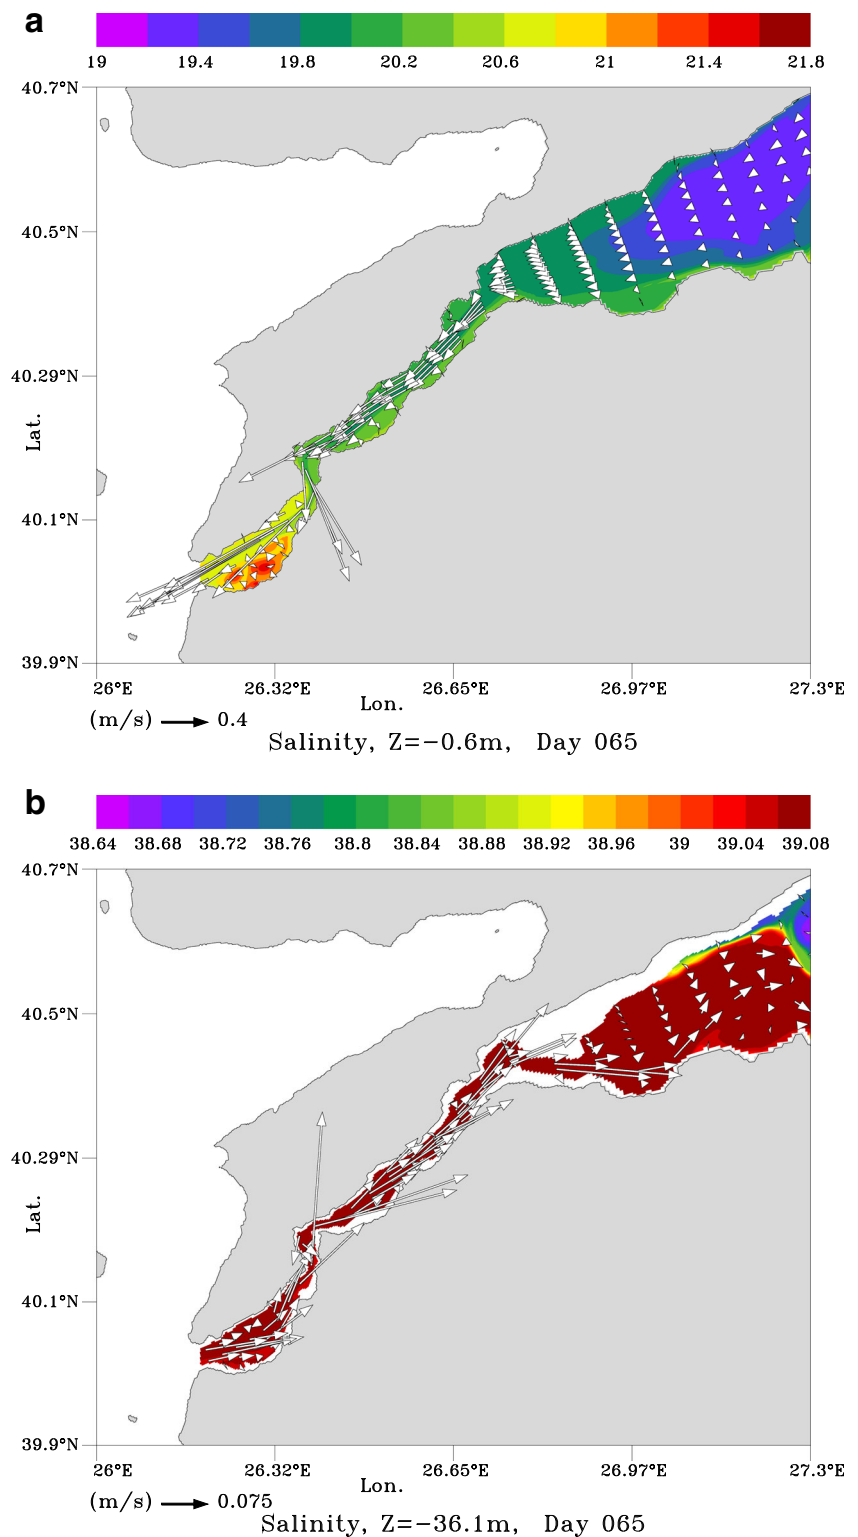 a
19 19.4 19.8 20.2 20.6 21 21.4 21.8
40.7°N
40.5°N
40.29°N
Lat.
40.1°N
39.9°N
26°E 26.32°E 26.65°E 26.97°E 27.3°E
Lon.
(m/s) 0.4
Salinity, Z=−0.6m, Day 065
b
38.64 38.68 38.72 38.76 38.8 38.84 38.88 38.92 38.96 39 39.04 39.08
40.7°N
40.5°N
40.29°N
Lat.
40.1°N
39.9°N
26°E 26.32°E 26.65°E 26.97°E 27.3°E
Lon.
(m/s) 0.075
Salinity, Z=−36.1m, Day 065